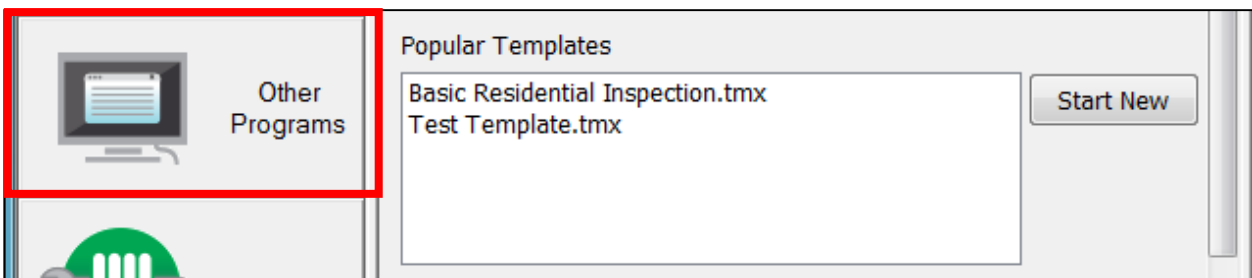 Other
Programs
Popular Templates
Basic Residential Inspection.tmx
Test Template.tmx
Start New